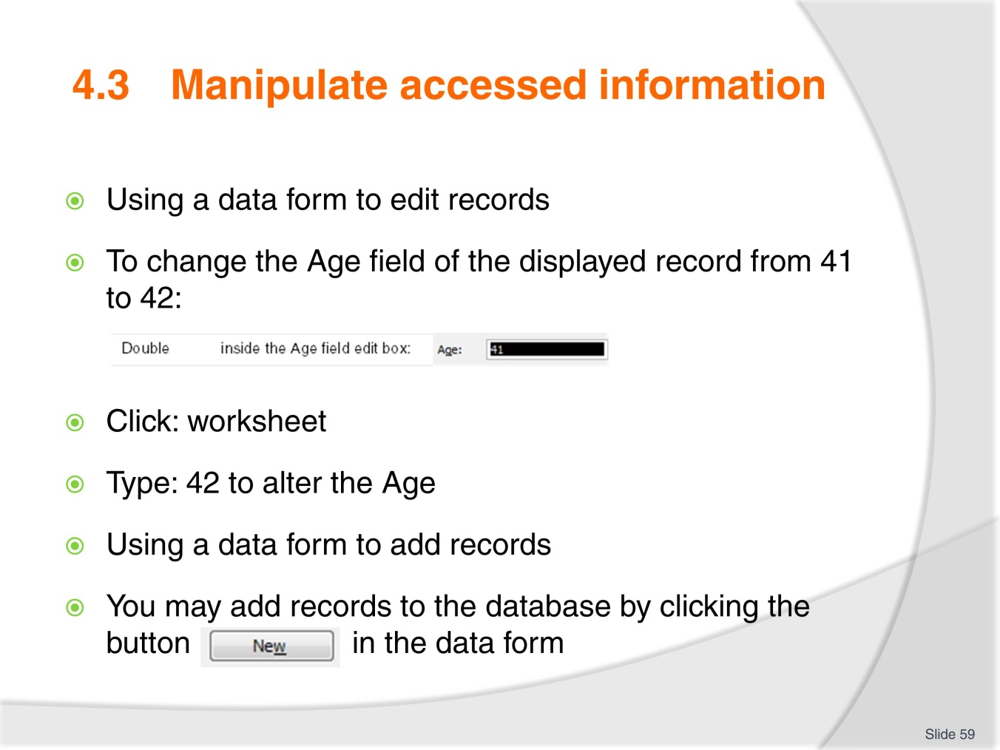 4.3 Manipulate accessed information
Using a data form to edit records
To change the Age field of the displayed record from 41
to 42:
Double inside the Age field edit box: Age: 41
Click: worksheet
Type: 42 to alter the Age
Using a data form to add records
You may add records to the database by clicking the
button New in the data form
Slide 59